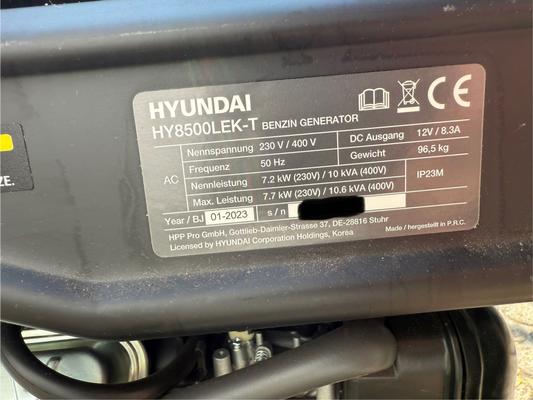 HYUNDAI
HY8500LEK-T BENZIN GENERATOR
CE
AC
Nennspannung 230 V / 400 V
DC Ausgang 12V / 8.3A
Frequenz 50 Hz
Gewicht 96,5 kg
Nennleistung 7.2 kW (230V) / 10 kVA (400V)
IP23M
Max. Leistung 7.7 kW (230V) / 10.6 kVA (400V)
Year / BJ 01-2023 s / n
HPP Pro GmbH, Gottlieb-Daimler-Strasse 37, DE-28816 Stuhr
Made / hergestellt in P.R.C.
Licensed by HYUNDAI Corporation Holdings, Korea
ZE.